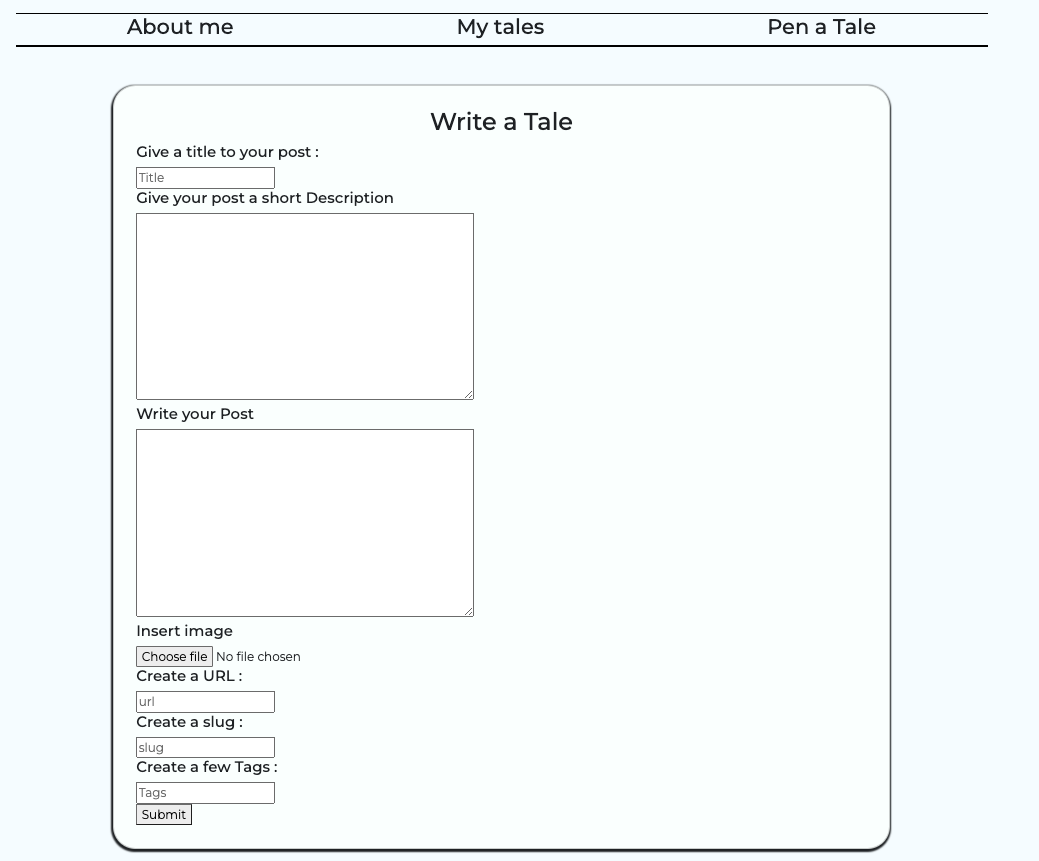 About me My tales Pen a Tale
Write a Tale
Give a title to your post :
Title
Give your post a short Description
Write your Post
Insert image
Choose file No file chosen
Create a URL :
url
Create a slug :
slug
Create a few Tags :
Tags
Submit